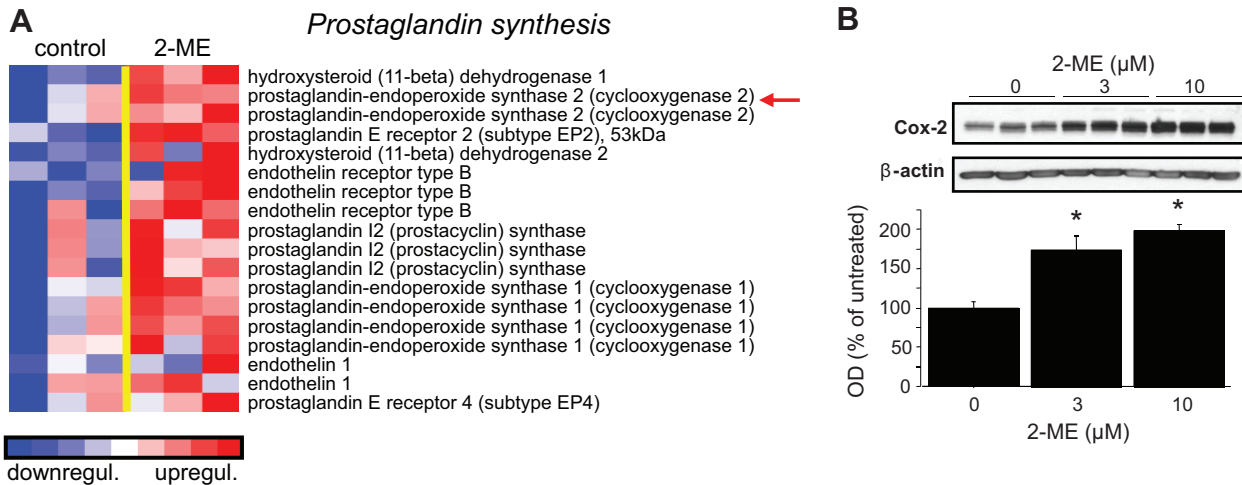 A
Prostaglandin synthesis
control 2-ME
hydroxysteroid (11-beta) dehydrogenase 1
prostaglandin-endoperoxide synthase 2 (cyclooxygenase 2)
prostaglandin-endoperoxide synthase 2 (cyclooxygenase 2)
prostaglandin E receptor 2 (subtype EP2), 53kDa
hydroxysteroid (11-beta) dehydrogenase 2
endothelin receptor type B
endothelin receptor type B
endothelin receptor type B
prostaglandin I2 (prostacyclin) synthase
prostaglandin I2 (prostacyclin) synthase
prostaglandin I2 (prostacyclin) synthase
prostaglandin-endoperoxide synthase 1 (cyclooxygenase 1)
prostaglandin-endoperoxide synthase 1 (cyclooxygenase 1)
prostaglandin-endoperoxide synthase 1 (cyclooxygenase 1)
prostaglandin-endoperoxide synthase 1 (cyclooxygenase 1)
endothelin 1
endothelin 1
prostaglandin E receptor 4 (subtype EP4)
downregul. upregul.
B
2-ME (µM)
0 3 10
Cox-2
β-actin
OD (% of untreated)
200
150
100
50
0
* *
0 3 10
2-ME (µM)